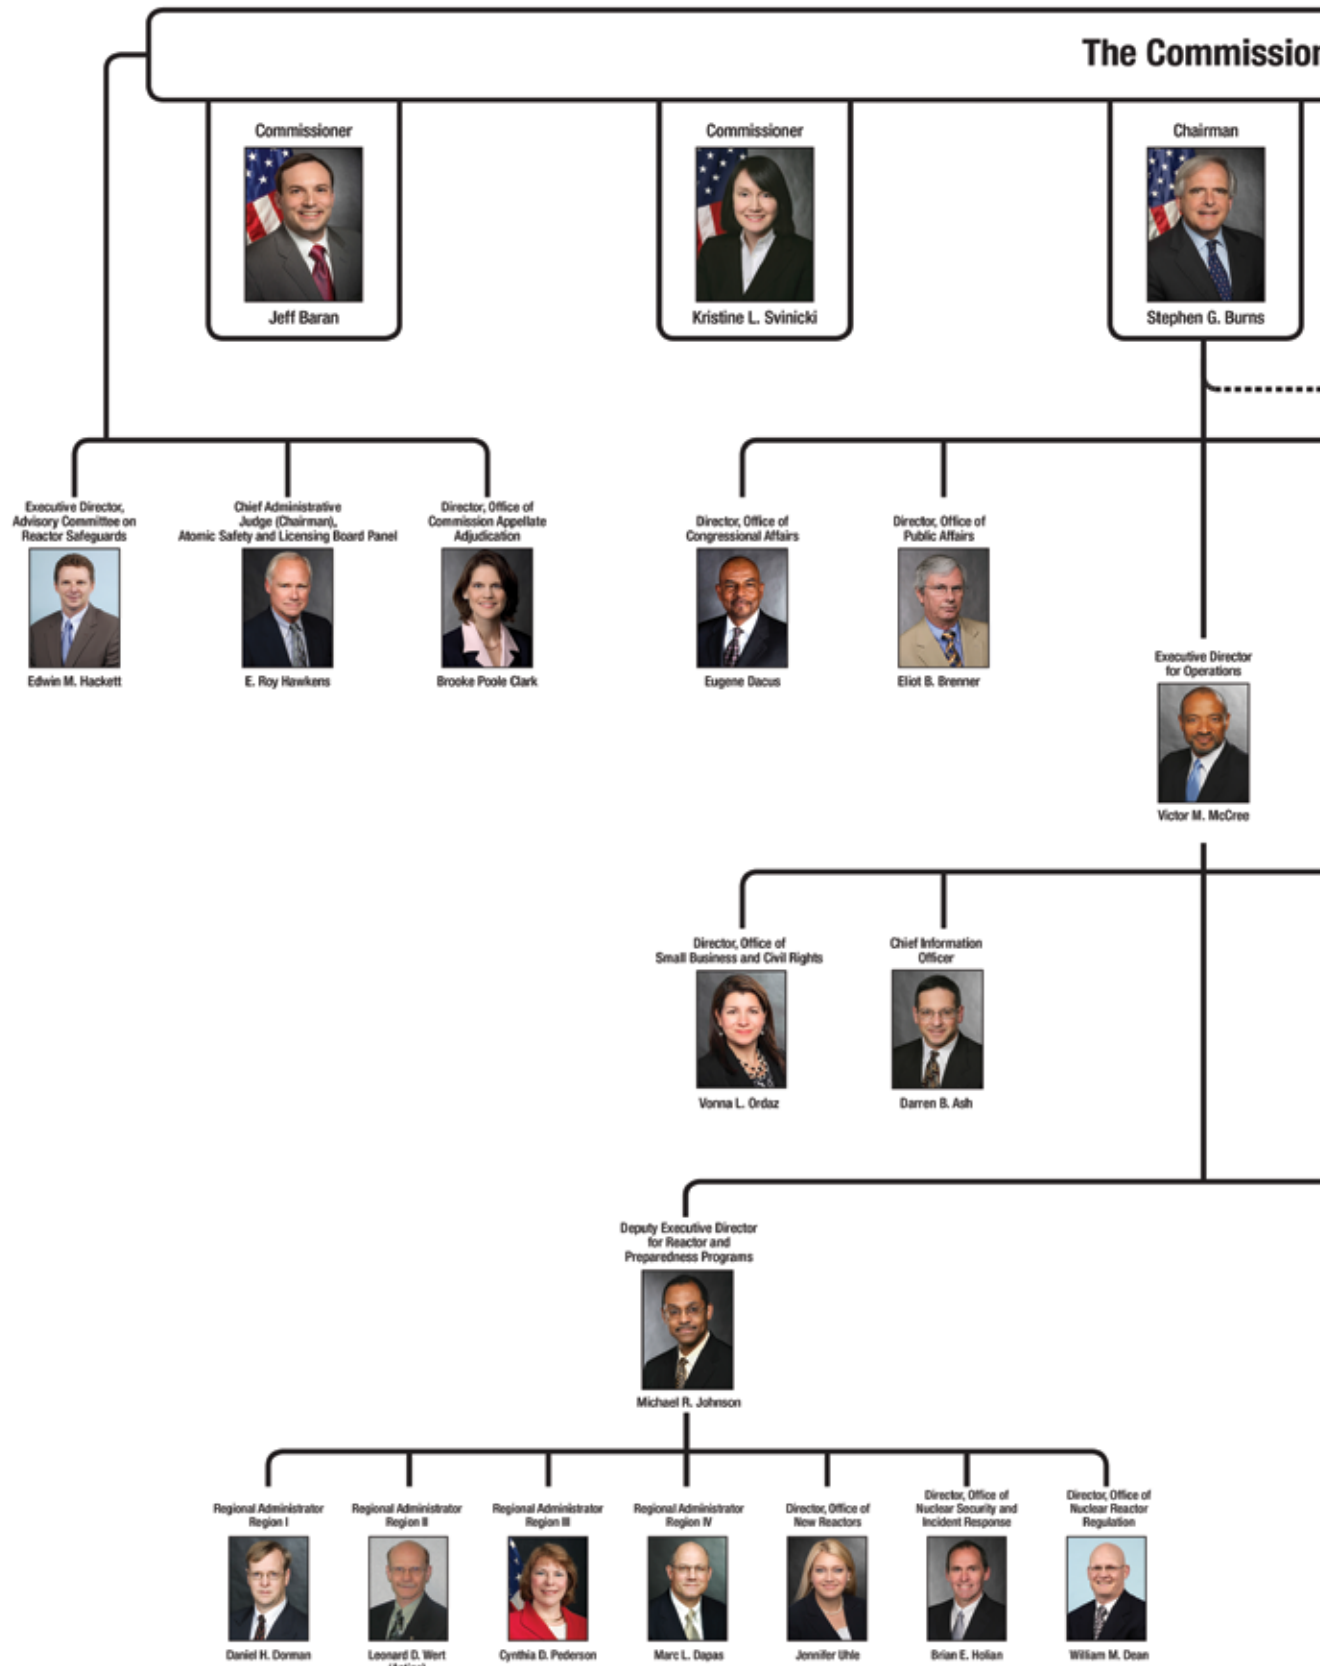 The Commission
Commissioner
Jeff Baran
Commissioner
Kristine L. Svinicki
Chairman
Stephen G. Burns
Executive Director,
Advisory Committee on
Reactor Safeguards
Edwin M. Hackett
Chief Administrative
Judge (Chairman),
Atomic Safety and Licensing Board Panel
E. Roy Hawkens
Director, Office of
Commission Appellate
Adjudication
Brooke Poole Clark
Director, Office of
Congressional Affairs
Eugene Dacus
Director, Office of
Public Affairs
Eliot B. Brenner
Executive Director
for Operations
Victor M. McCree
Director, Office of
Small Business and Civil Rights
Vonna L. Ordaz
Chief Information
Officer
Darren B. Ash
Deputy Executive Director
for Reactor and
Preparedness Programs
Michael R. Johnson
Regional Administrator
Region I
Daniel H. Dorman
Regional Administrator
Region II
Leonard D. Wert
(Acting)
Regional Administrator
Region III
Cynthia D. Pederson
Regional Administrator
Region IV
Marc L. Dapas
Director, Office of
New Reactors
Jennifer Uhle
Director, Office of
Nuclear Security and
Incident Response
Brian E. Holian
Director, Office of
Nuclear Reactor
Regulation
William M. Dean